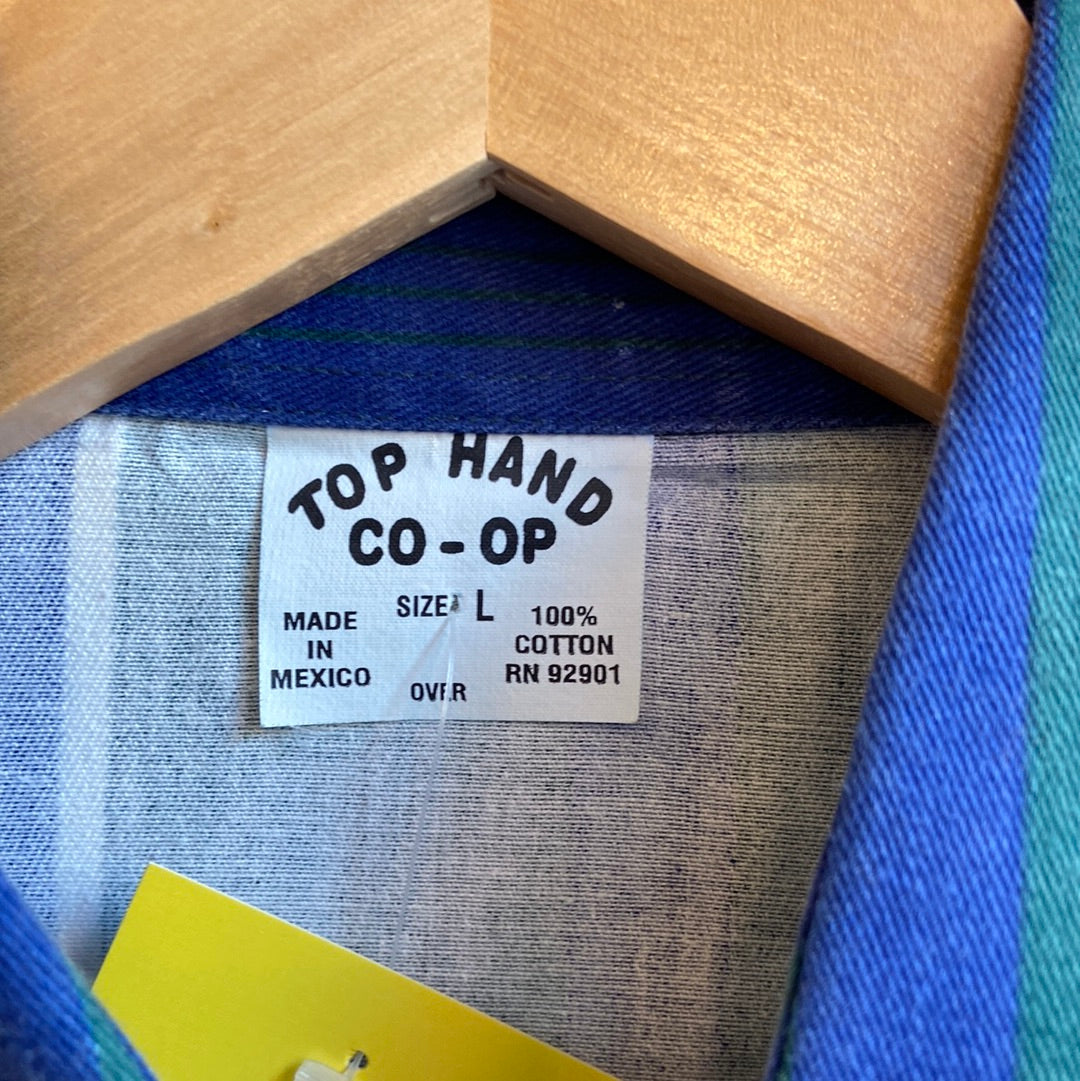 TOP HAND
CO-OP
SIZE L
MADE
IN
MEXICO
100%
COTTON
RN 92901
OVER